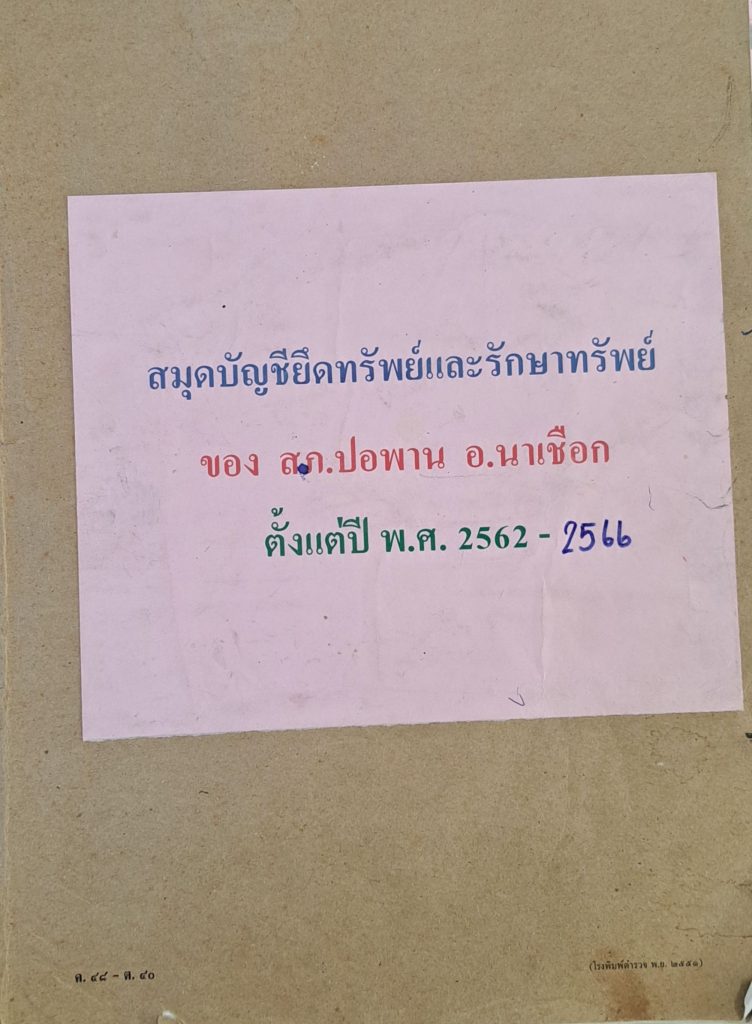 สมุดบัญชียึดทรัพย์และรักษาทรัพย์
ของ ส.ภ.ปอพาน อ.นาเชือก
ตั้งแต่ปี พ.ศ. 2562 - 2566
ค. ๔๘ - ศ. ๔๐
(โรงพิมพ์ตำรวจ พ.ย. ๒๕๕๑)